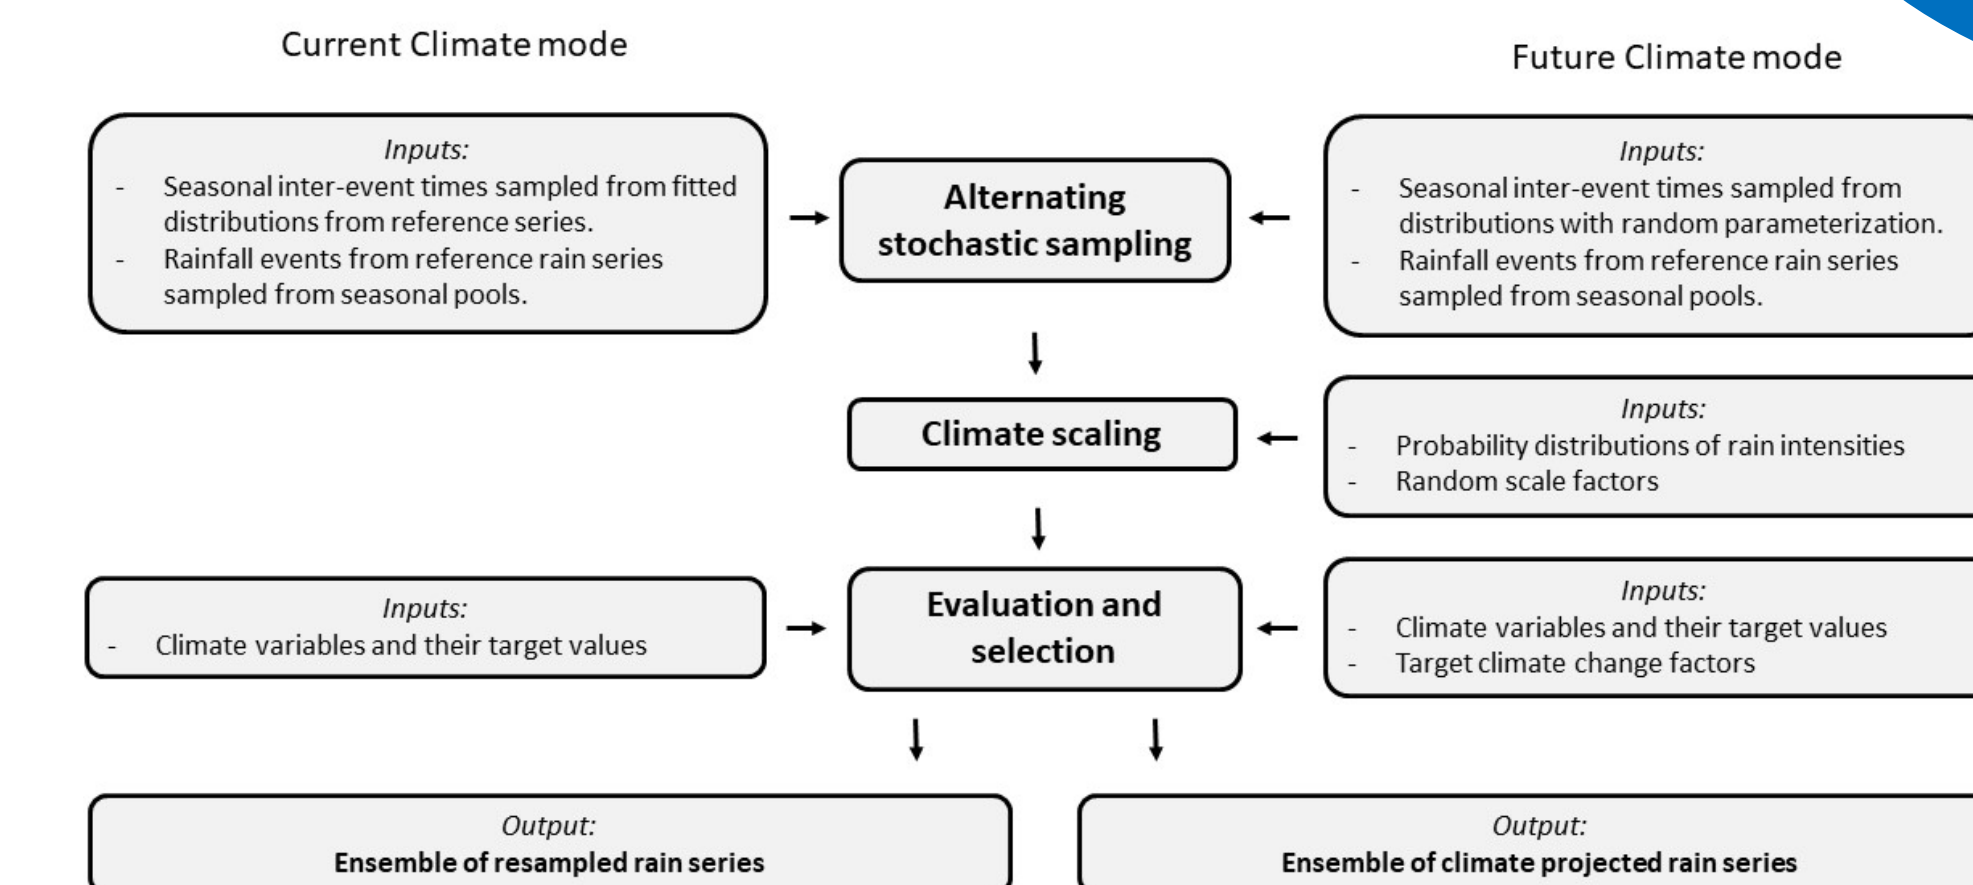 Current Climate mode
Future Climate mode
Inputs:
- Seasonal inter-event times sampled from fitted
distributions from reference series.
- Rainfall events from reference rain series
sampled from seasonal pools.
Alternating
stochastic sampling
Inputs:
- Seasonal inter-event times sampled from
distributions with random parameterization.
- Rainfall events from reference rain series
sampled from seasonal pools.
Climate scaling
Inputs:
- Probability distributions of rain intensities
- Random scale factors
Inputs:
- Climate variables and their target values
Evaluation and
selection
Inputs:
- Climate variables and their target values
- Target climate change factors
Output:
Ensemble of resampled rain series
Output:
Ensemble of climate projected rain series